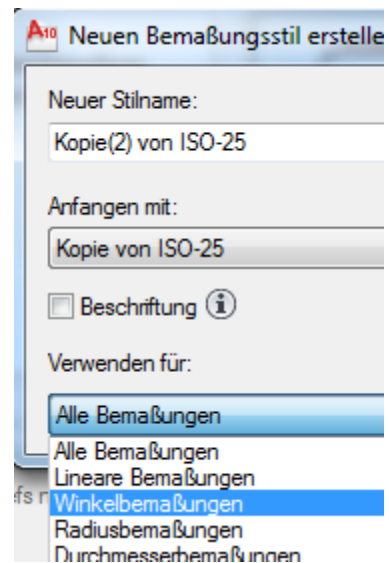 A10 Neuen Bemaßungsstil erstelle
Neuer Stilname:
Kopie(2) von ISO-25
Anfangen mit:
Kopie von ISO-25
Beschriftung i
Verwenden für:
Alle Bemaßungen
Alle Bemaßungen
Lineare Bemaßungen
Winkelbemaßungen
Radiusbemaßungen
Durchmesserbemaßungen